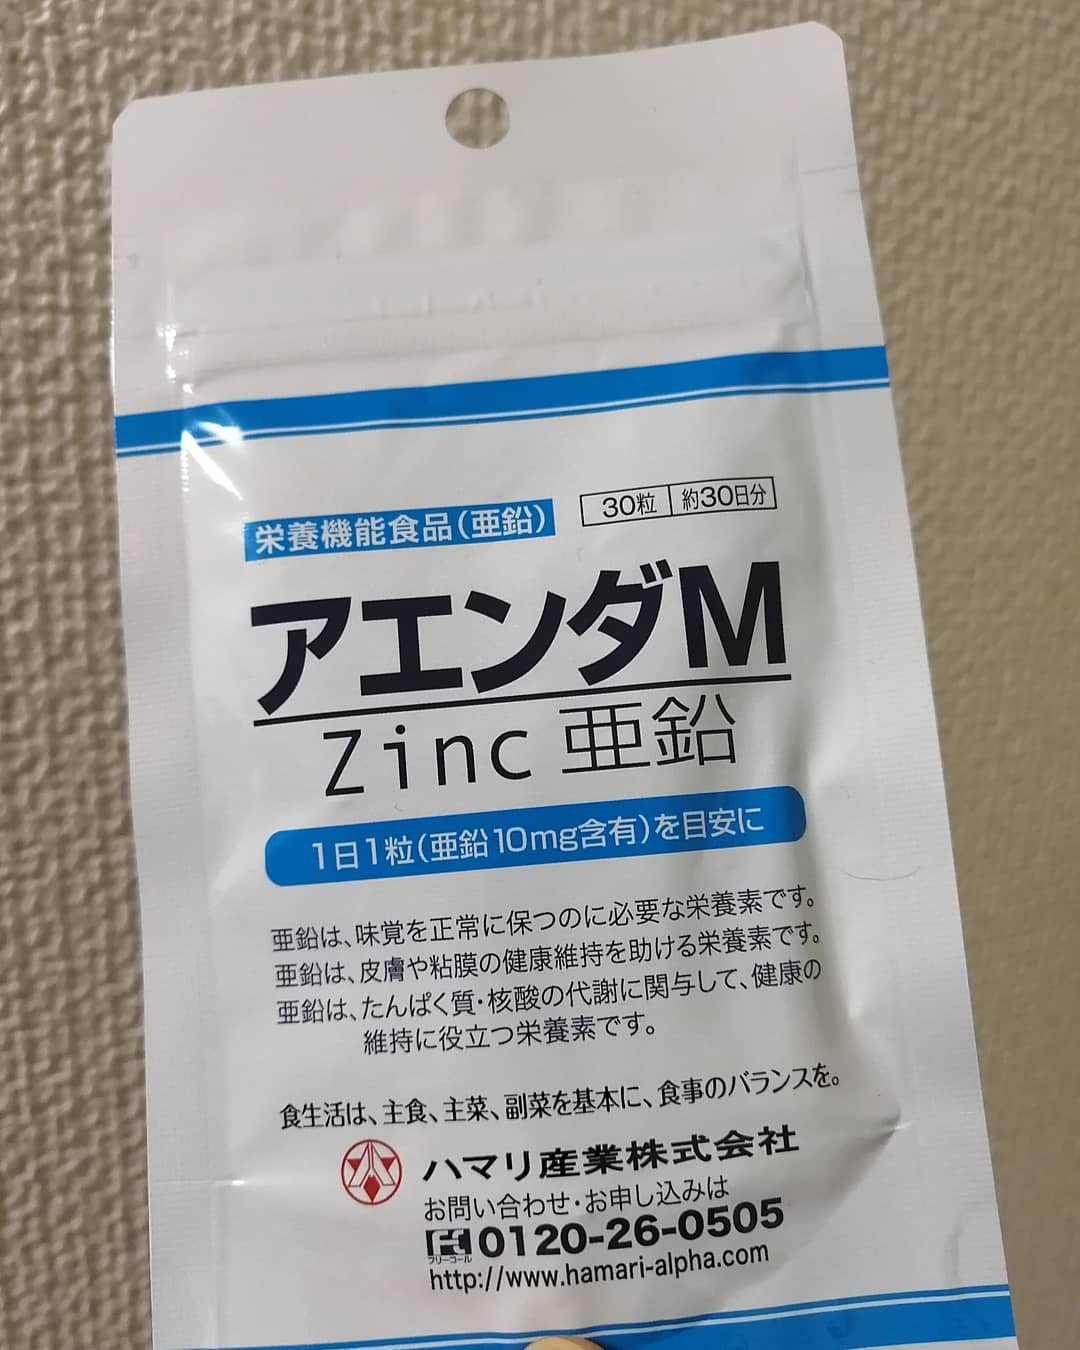 栄養機能食品(亜鉛)
30粒 約30日分
アエンダM
Zinc 亜鉛
1日1粒(亜鉛10mg含有)を目安に
亜鉛は、味覚を正常に保つのに必要な栄養素です。
亜鉛は、皮膚や粘膜の健康維持を助ける栄養素です。
亜鉛は、たんぱく質・核酸の代謝に関与して、健康の
維持に役立つ栄養素です。
食生活は、主食、主菜、副菜を基本に、食事のバランスを。
ハマリ産業株式会社
お問い合わせ・お申し込みは
フリーコール 0120-26-0505
http://www.hamari-alpha.com